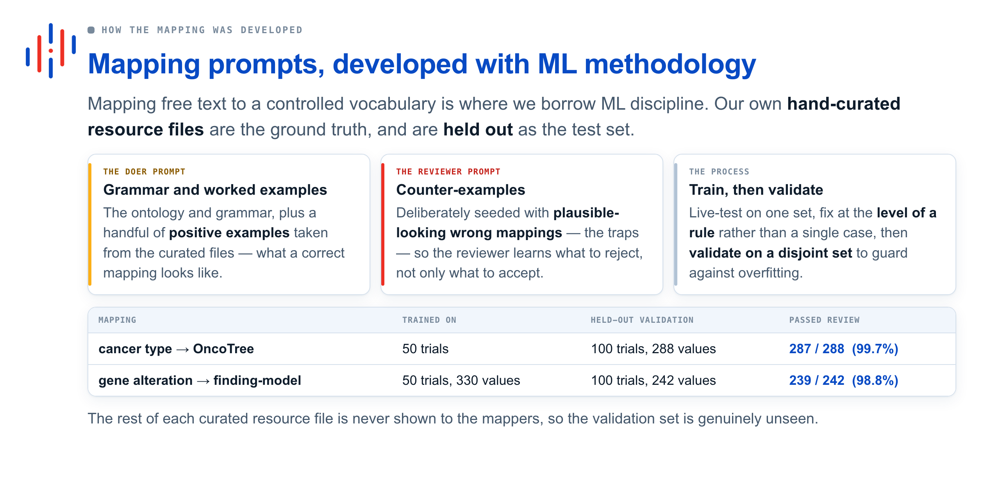 HOW THE MAPPING WAS DEVELOPED
Mapping prompts, developed with ML methodology
Mapping free text to a controlled vocabulary is where we borrow ML discipline. Our own hand-curated
resource files are the ground truth, and are held out as the test set.
THE DOER PROMPT
Grammar and worked examples
The ontology and grammar, plus a
handful of positive examples taken
from the curated files — what a correct
mapping looks like.
THE REVIEWER PROMPT
Counter-examples
Deliberately seeded with plausible-
looking wrong mappings — the traps
— so the reviewer learns what to reject,
not only what to accept.
THE PROCESS
Train, then validate
Live-test on one set, fix at the level of a
rule rather than a single case, then
validate on a disjoint set to guard
against overfitting.
MAPPING TRAINED ON HELD-OUT VALIDATION PASSED REVIEW
cancer type → OncoTree 50 trials 100 trials, 288 values 287 / 288 (99.7%)
gene alteration → finding-model 50 trials, 330 values 100 trials, 242 values 239 / 242 (98.8%)
The rest of each curated resource file is never shown to the mappers, so the validation set is genuinely unseen.